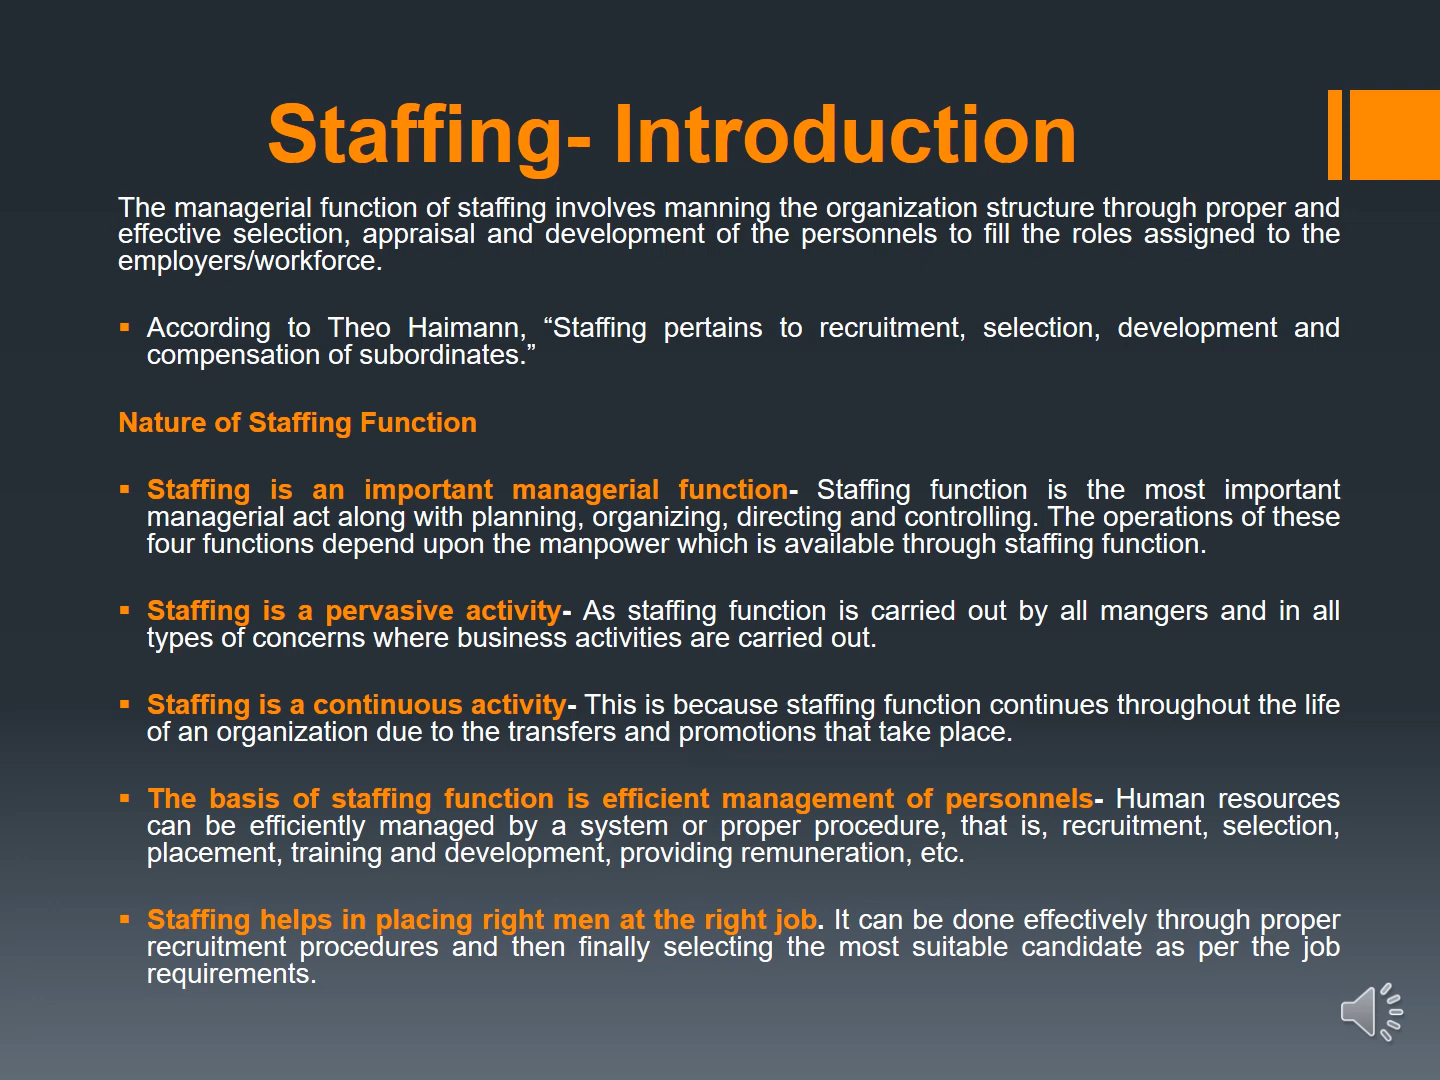 Staffing- Introduction
The managerial function of staffing involves manning the organization structure through proper and
effective selection, appraisal and development of the personnels to fill the roles assigned to the
employers/workforce.
▪ According to Theo Haimann, “Staffing pertains to recruitment, selection, development and
compensation of subordinates.”
Nature of Staffing Function
▪ Staffing is an important managerial function- Staffing function is the most important
managerial act along with planning, organizing, directing and controlling. The operations of these
four functions depend upon the manpower which is available through staffing function.
▪ Staffing is a pervasive activity- As staffing function is carried out by all mangers and in all
types of concerns where business activities are carried out.
▪ Staffing is a continuous activity- This is because staffing function continues throughout the life
of an organization due to the transfers and promotions that take place.
▪ The basis of staffing function is efficient management of personnels- Human resources
can be efficiently managed by a system or proper procedure, that is, recruitment, selection,
placement, training and development, providing remuneration, etc.
▪ Staffing helps in placing right men at the right job. It can be done effectively through proper
recruitment procedures and then finally selecting the most suitable candidate as per the job
requirements.